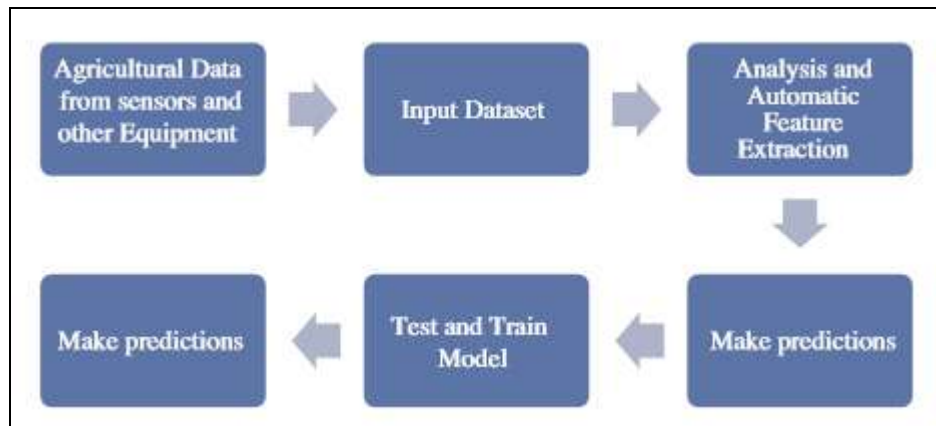 Agricultural Data
from sensors and
other Equipment
Input Dataset
Analysis and
Automatic
Feature
Extraction
Make predictions
Test and Train
Model
Make predictions